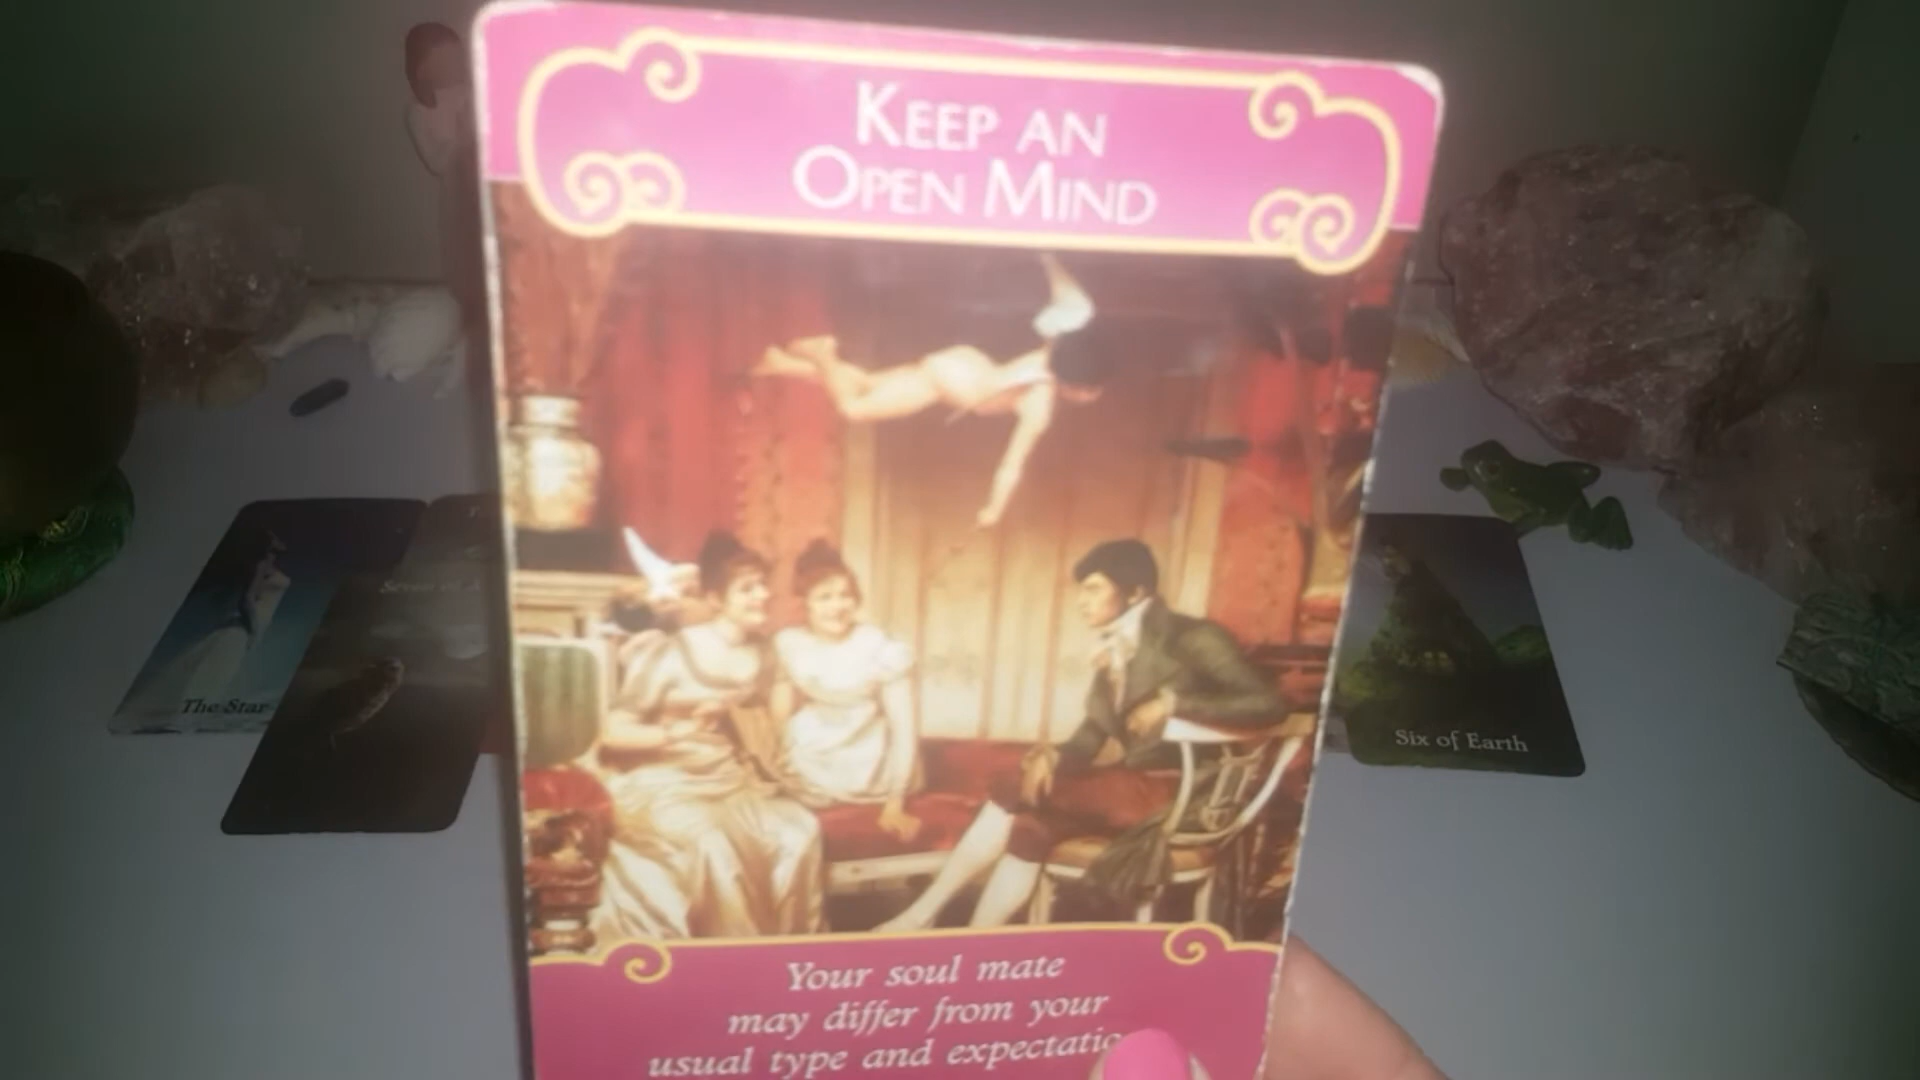 KEEP AN
OPEN MIND
Your soul mate
may differ from your
usual type and expectatio
The Star
Six of Earth